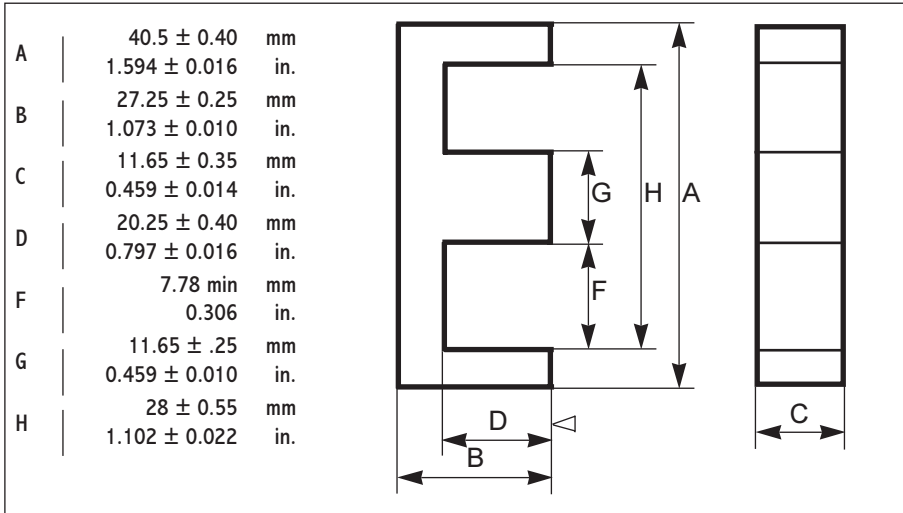 A
40.5 ± 0.40 mm
1.594 ± 0.016 in.
B
27.25 ± 0.25 mm
1.073 ± 0.010 in.
C
11.65 ± 0.35 mm
0.459 ± 0.014 in.
D
20.25 ± 0.40 mm
0.797 ± 0.016 in.
F
7.78 min mm
0.306 in.
G
11.65 ± .25 mm
0.459 ± 0.010 in.
H
28 ± 0.55 mm
1.102 ± 0.022 in.
G H A
F
D
B
C